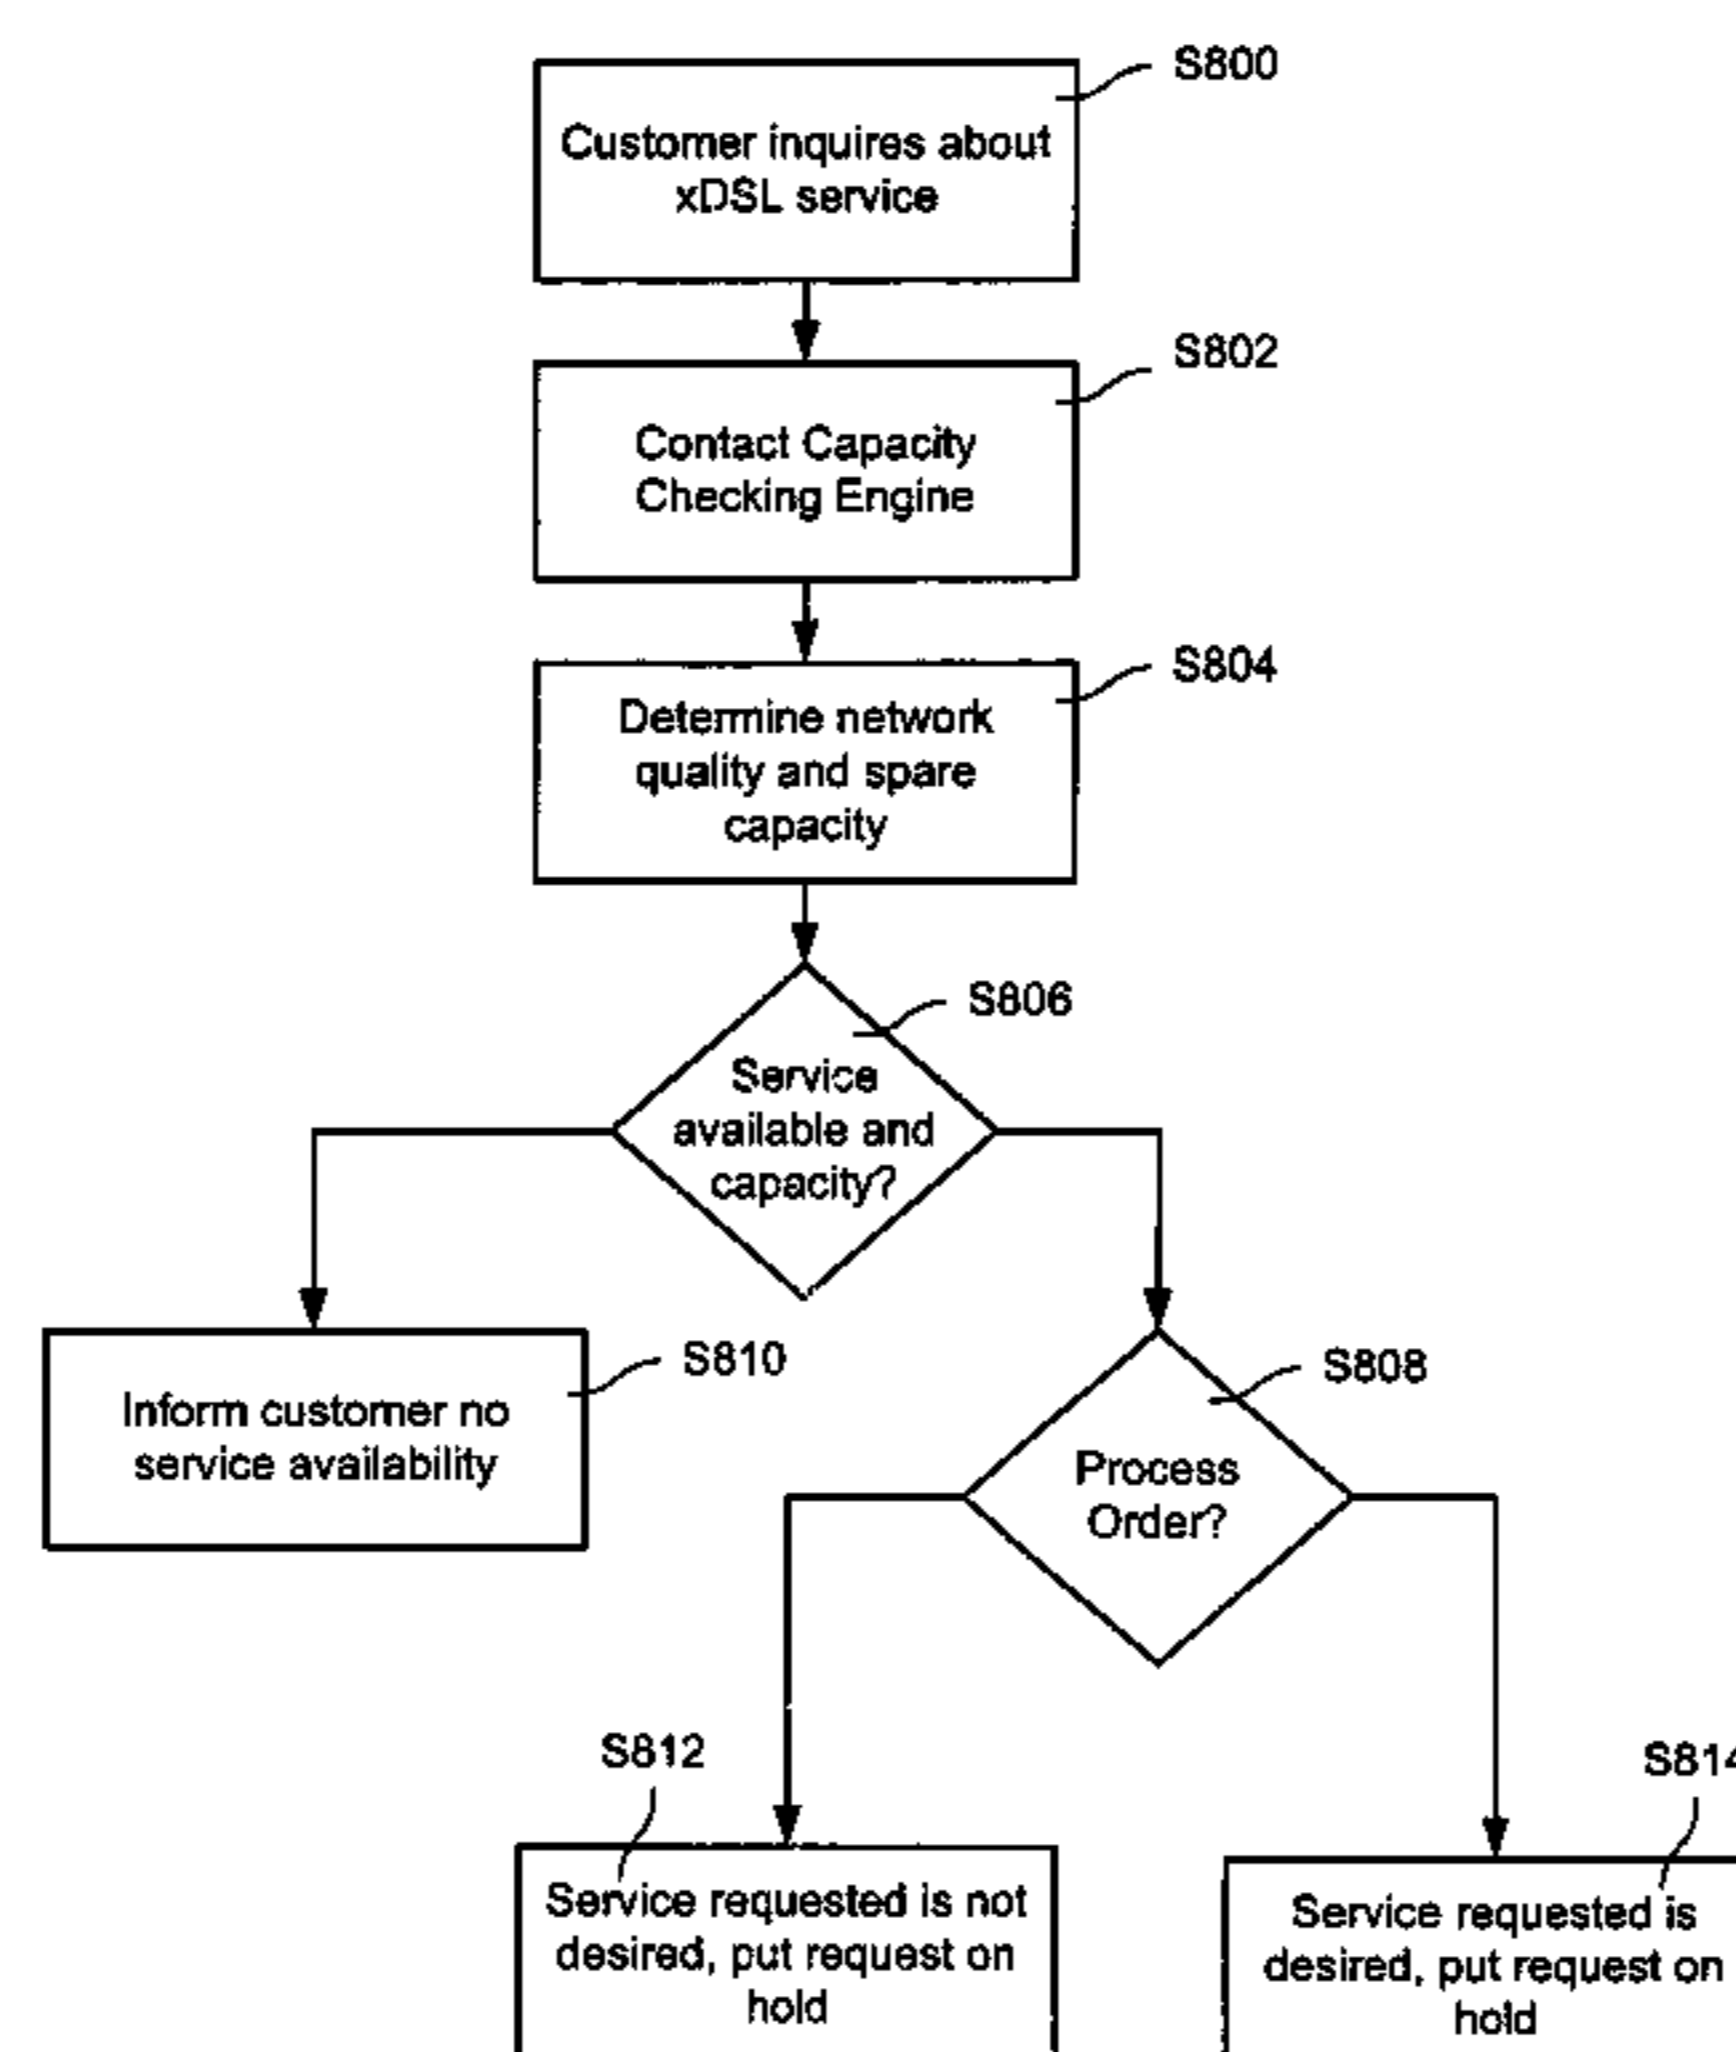 S800
Customer inquires about
xDSL service
S802
Contact Capacity
Checking Engine
S804
Determine network
quality and spare
capacity
S806
Service
available and
capacity?
S810
Inform customer no
service availability
S808
Process
Order?
S812
Service requested is not
desired, put request on
hold
S814
Service requested is
desired, put request on
hold